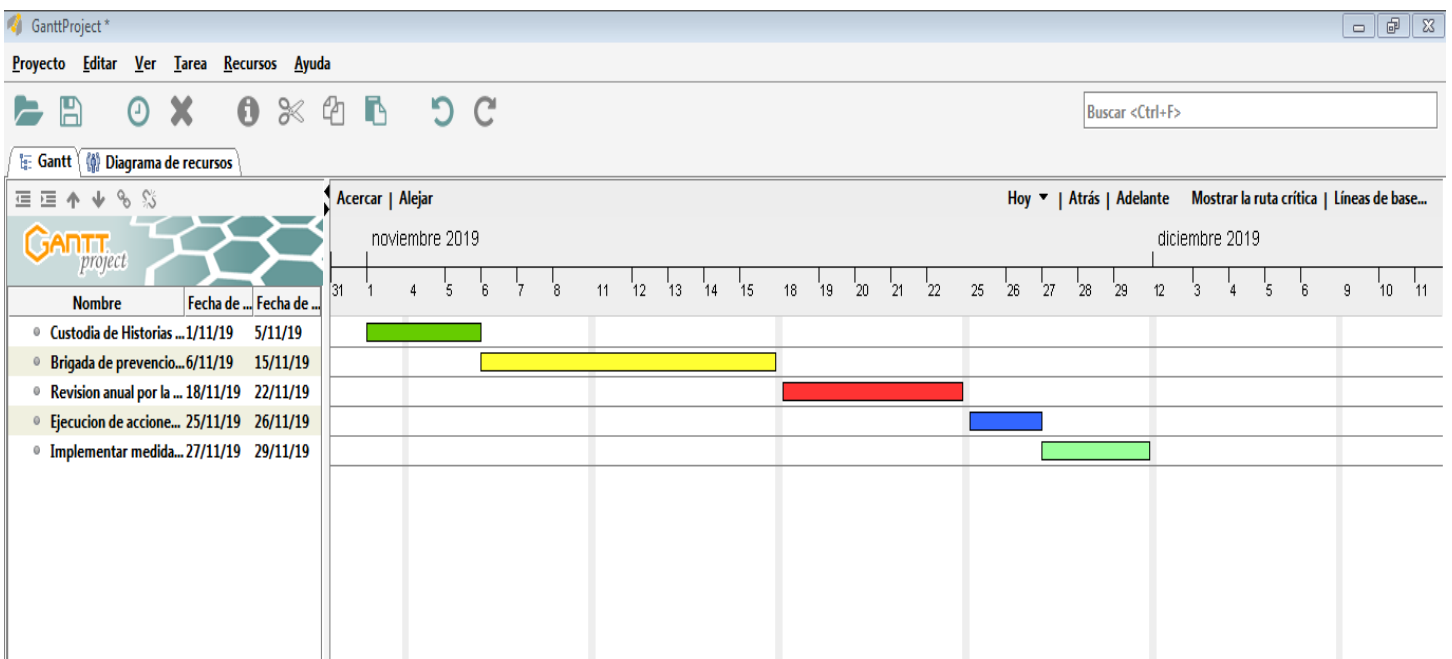 GanttProject *
Proyecto Editar Ver Tarea Recursos Ayuda
Buscar <Ctrl+F>
Gantt Diagrama de recursos
Acercar | Alejar Hoy ▼ | Atrás | Adelante Mostrar la ruta crítica | Líneas de base...
GANTT
project
noviembre 2019 diciembre 2019
31 1 4 5 6 7 8 11 12 13 14 15 18 19 20 21 22 25 26 27 28 29 12 3 4 5 6 9 10 11
Nombre Fecha de ... Fecha de ...
Custodia de Historias ... 1/11/19 5/11/19
Brigada de prevencio... 6/11/19 15/11/19
Revision anual por la ... 18/11/19 22/11/19
Ejecucion de accione... 25/11/19 26/11/19
Implementar medida... 27/11/19 29/11/19